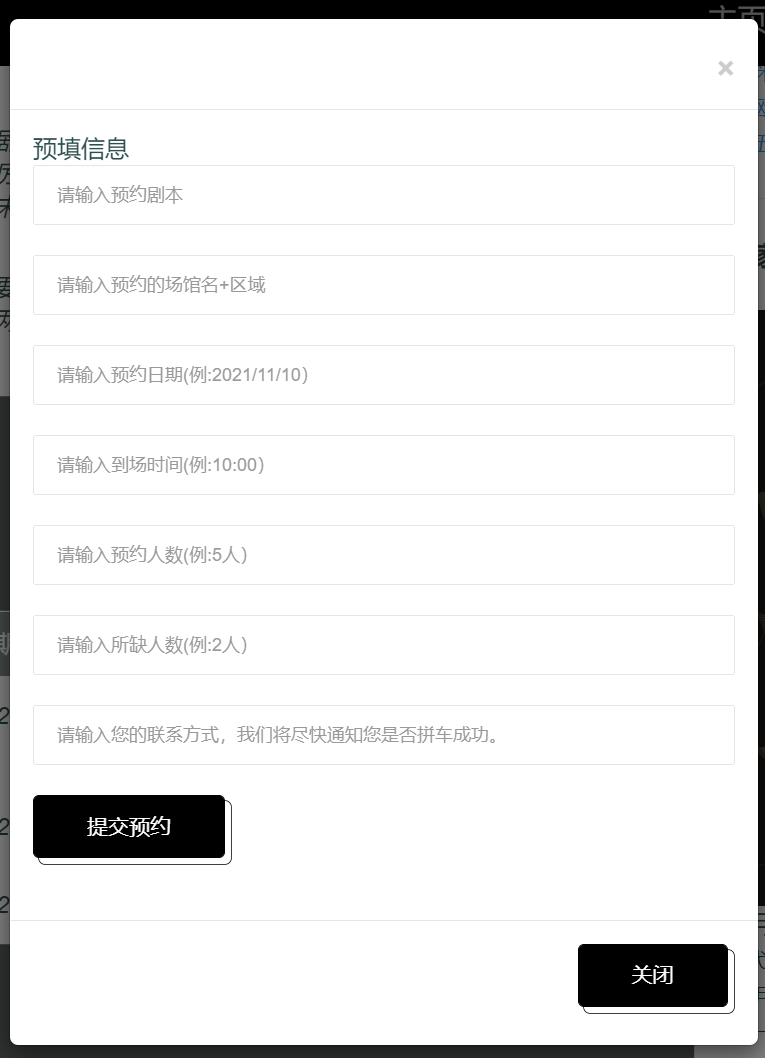 主页
×
预填信息
请输入预约剧本
请输入预约的场馆名+区域
请输入预约日期(例:2021/11/10）
请输入到场时间(例:10:00）
请输入预约人数(例:5人）
请输入所缺人数(例:2人）
请输入您的联系方式，我们将尽快通知您是否拼车成功。
提交预约
关闭